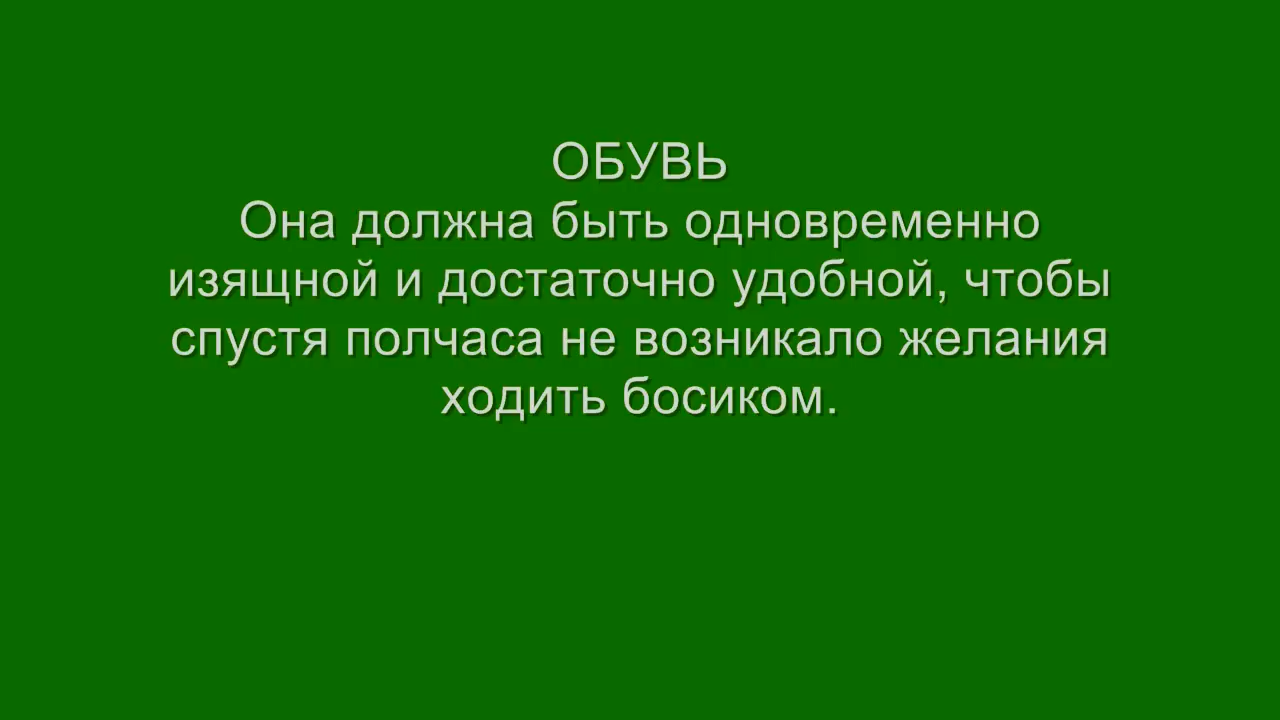 ОБУВЬ
Она должна быть одновременно
изящной и достаточно удобной, чтобы
спустя полчаса не возникало желания
ходить босиком.